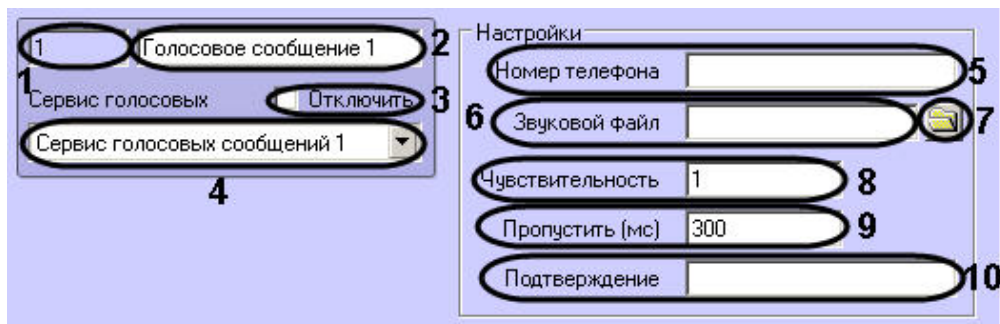 1
Голосовое сообщение 1
2
1
Сервис голосовых
Отключить
3
Сервис голосовых сообщений 1
4
Настройки
Номер телефона
5
6
Звуковой файл
7
Чувствительность
1
8
Пропустить (мс)
300
9
Подтверждение
10